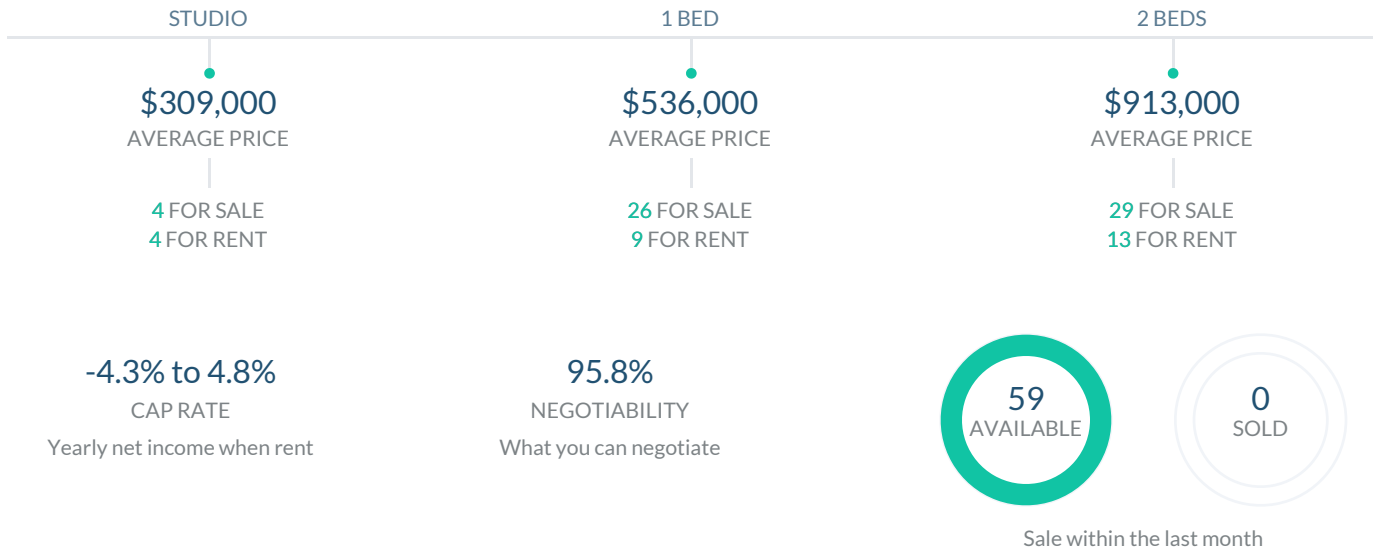 STUDIO
1 BED
2 BEDS
$309,000
AVERAGE PRICE
4 FOR SALE
4 FOR RENT
$536,000
AVERAGE PRICE
26 FOR SALE
9 FOR RENT
$913,000
AVERAGE PRICE
29 FOR SALE
13 FOR RENT
-4.3% to 4.8%
CAP RATE
Yearly net income when rent
95.8%
NEGOTIABILITY
What you can negotiate
59
AVAILABLE
0
SOLD
Sale within the last month